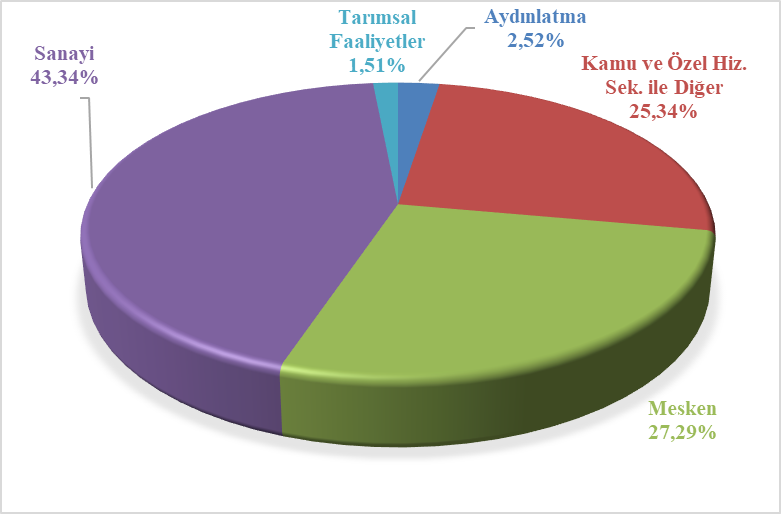 Tarımsal
Faaliyetler
1,51%
Aydınlatma
2,52%
Sanayi
43,34%
Kamu ve Özel Hiz.
Sek. ile Diğer
25,34%
Mesken
27,29%